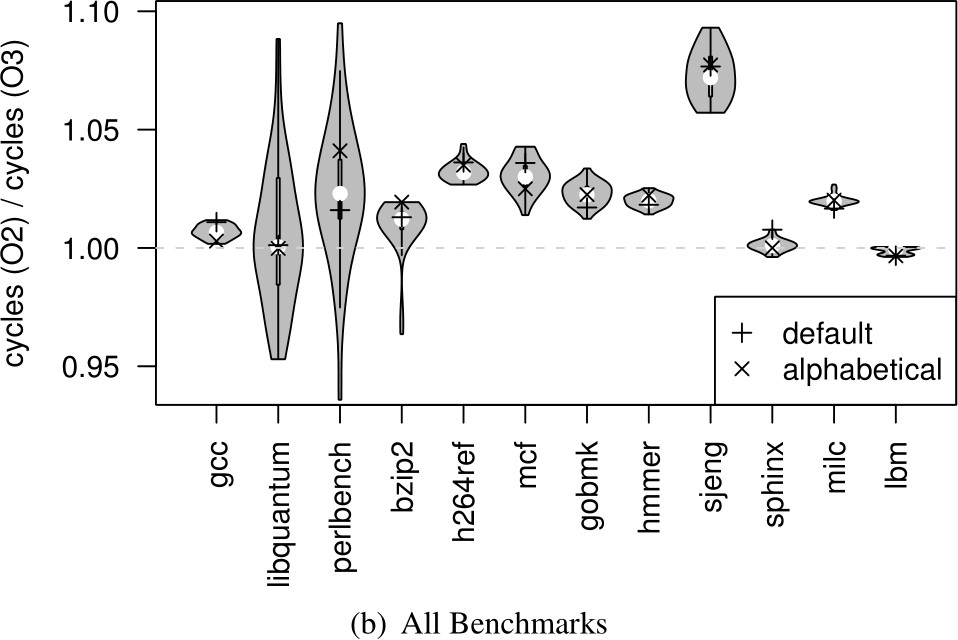 cycles (O2) / cycles (O3)
1.10
1.05
1.00
0.95
default
alphabetical
gcc
libquantum
perlbench
bzip2
h264ref
mcf
gobmk
hmmer
sjeng
sphinx
milc
lbm
(b) All Benchmarks